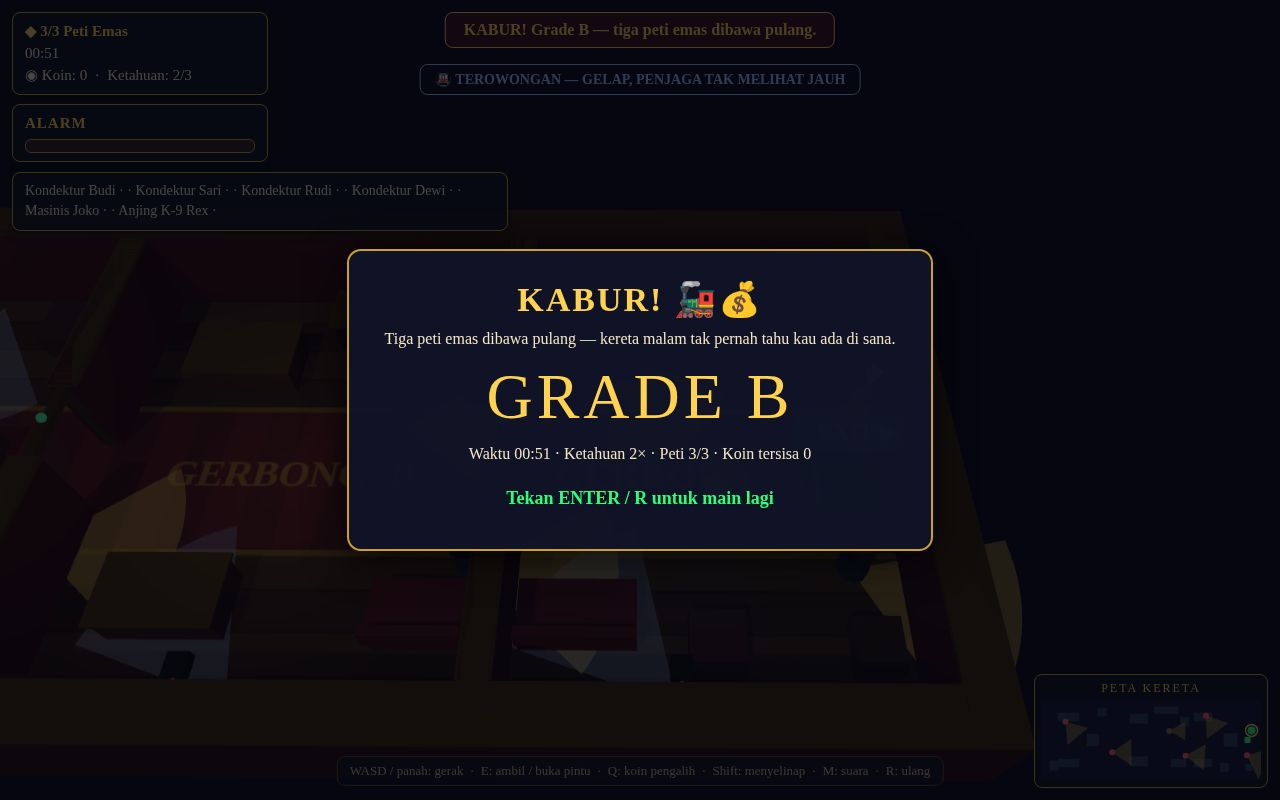 ◆ 3/3 Peti Emas
00:51
◉ Koin: 0 · Ketahuan: 2/3
KABUR! Grade B — tiga peti emas dibawa pulang.
🚂 TEROWONGAN — GELAP, PENJAGA TAK MELIHAT JAUH
ALARM
Kondektur Budi · · Kondektur Sari · · Kondektur Rudi · · Kondektur Dewi · ·
Masinis Joko · · Anjing K-9 Rex ·
KABUR! 🚂💰
Tiga peti emas dibawa pulang — kereta malam tak pernah tahu kau ada di sana.
GRADE B
Waktu 00:51 · Ketahuan 2× · Peti 3/3 · Koin tersisa 0
Tekan ENTER / R untuk main lagi
PETA KERETA
WASD / panah: gerak · E: ambil / buka pintu · Q: koin pengalih · Shift: menyelinap · M: suara · R: ulang